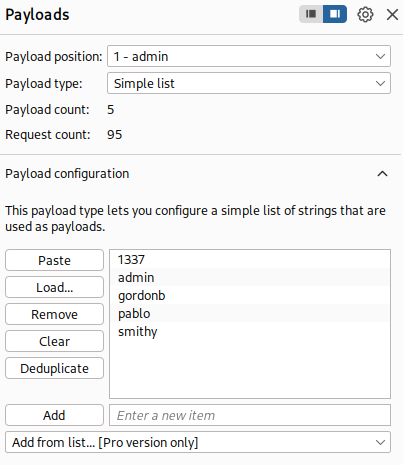 Payloads
Payload position: 1 - admin
Payload type: Simple list
Payload count: 5
Request count: 95
Payload configuration
This payload type lets you configure a simple list of strings that are
used as payloads.
Paste
Load...
Remove
Clear
Deduplicate
1337
admin
gordonb
pablo
smithy
Add
Enter a new item
Add from list... [Pro version only]